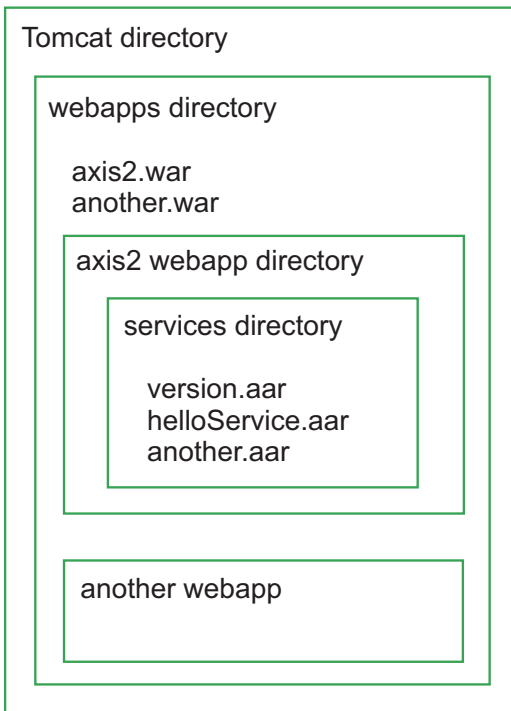 Tomcat directory
webapps directory
axis2.war
another.war
axis2 webapp directory
services directory
version.aar
helloService.aar
another.aar
another webapp